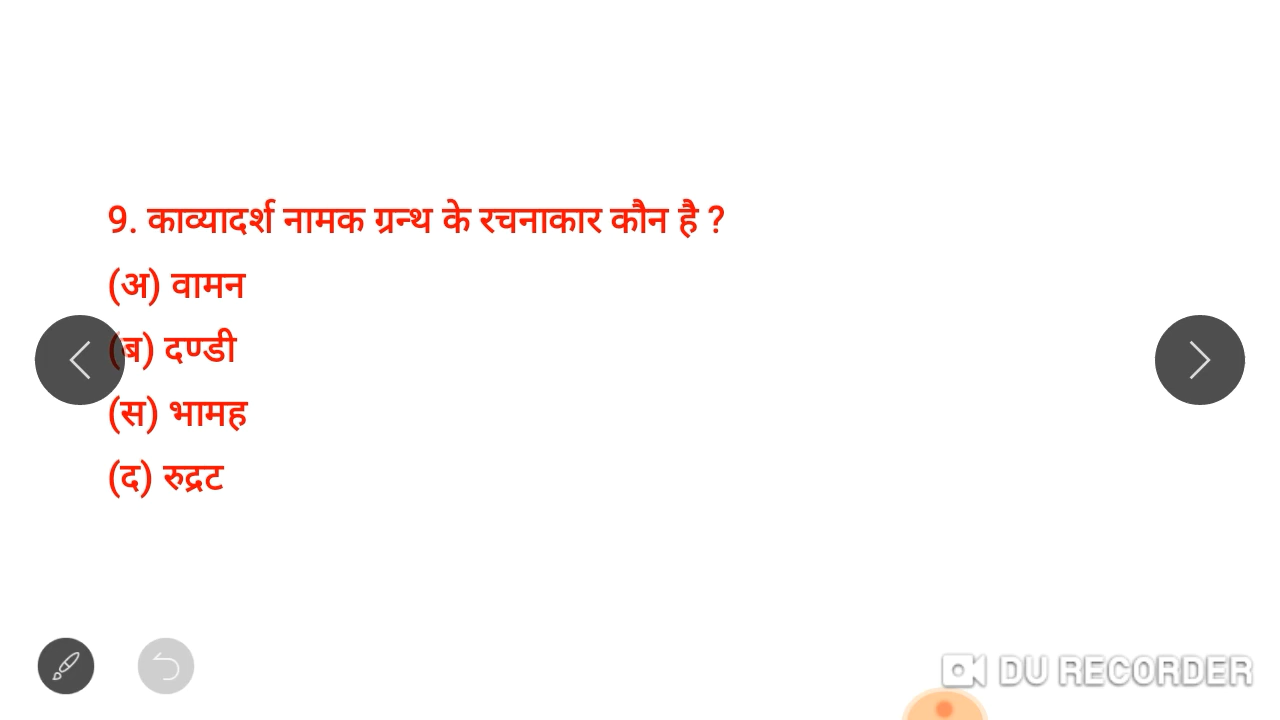 9. काव्यादर्श नामक ग्रन्थ के रचनाकार कौन है ?
(अ) वामन
(ब) दण्डी
(स) भामह
(द) रुद्रट
DU RECORDER